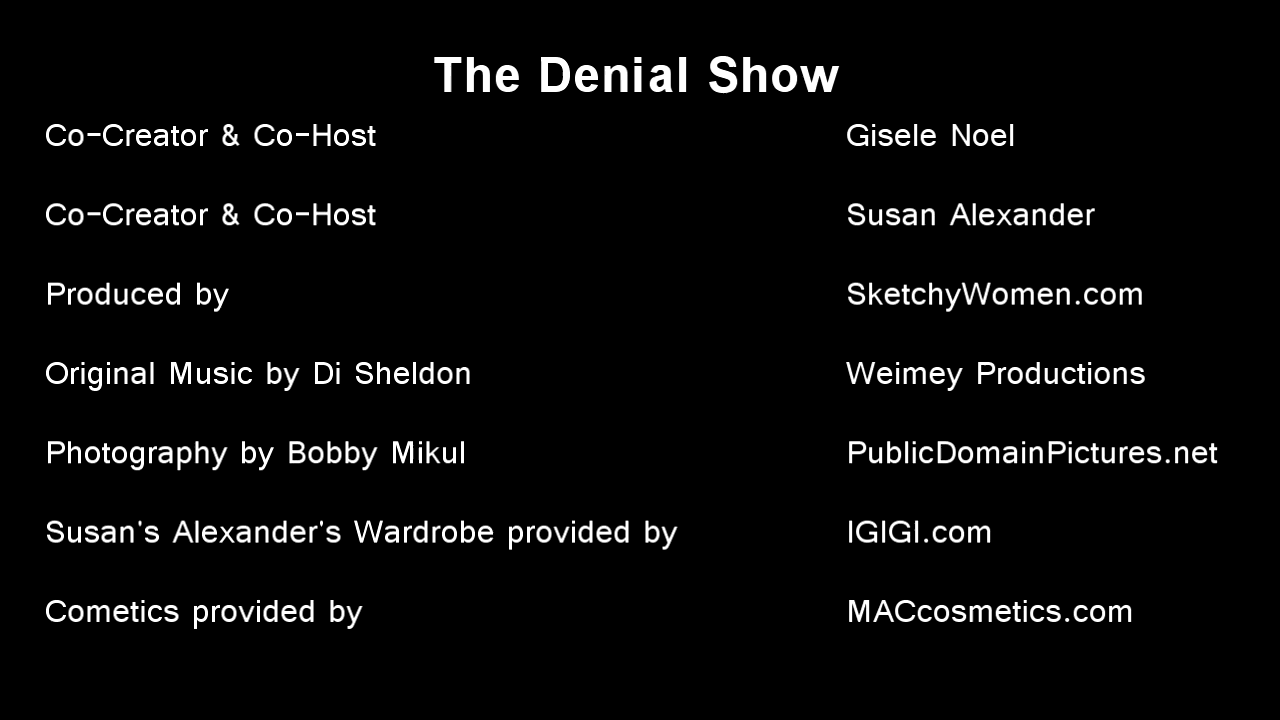 The Denial Show
Co-Creator & Co-Host Gisele Noel
Co-Creator & Co-Host Susan Alexander
Produced by SketchyWomen.com
Original Music by Di Sheldon Weimey Productions
Photography by Bobby Mikul PublicDomainPictures.net
Susan's Alexander's Wardrobe provided by IGIGI.com
Cometics provided by MACcosmetics.com